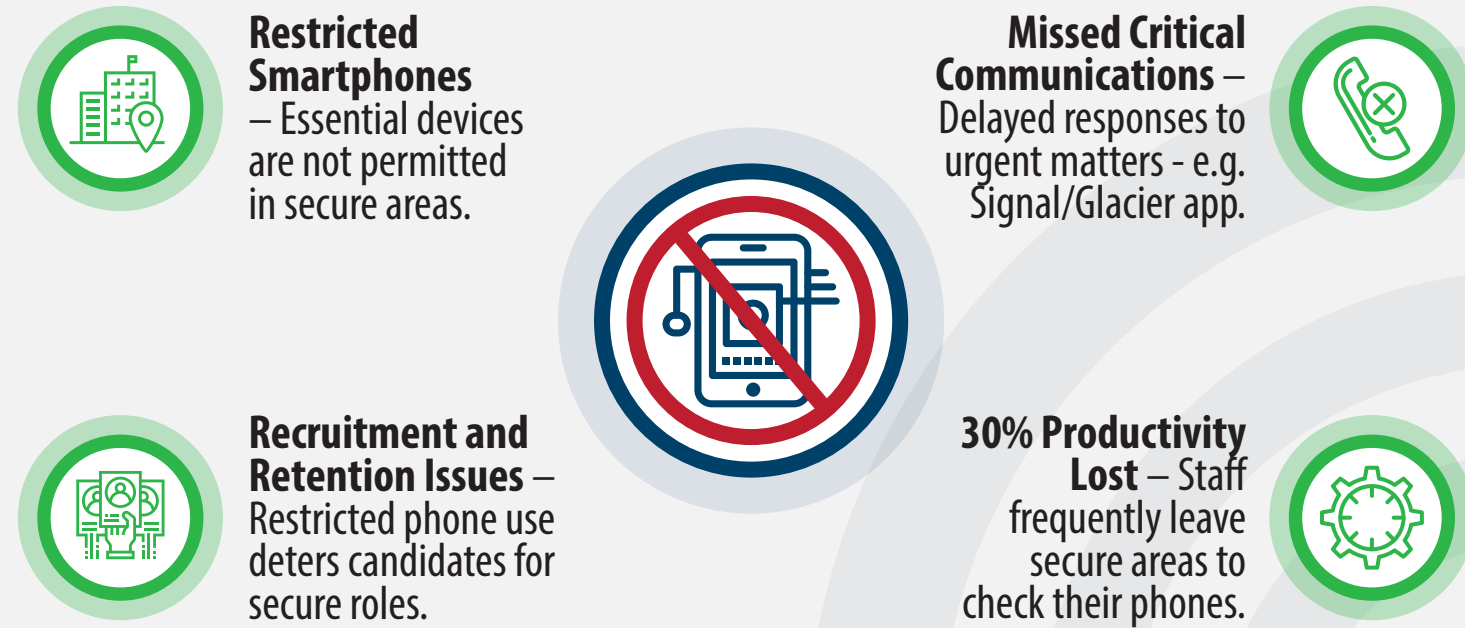 Restricted
Smartphones
– Essential devices
are not permitted
in secure areas.
Missed Critical
Communications –
Delayed responses to
urgent matters - e.g.
Signal/Glacier app.
Recruitment and
Retention Issues –
Restricted phone use
deters candidates for
secure roles.
30% Productivity
Lost – Staff
frequently leave
secure areas to
check their phones.